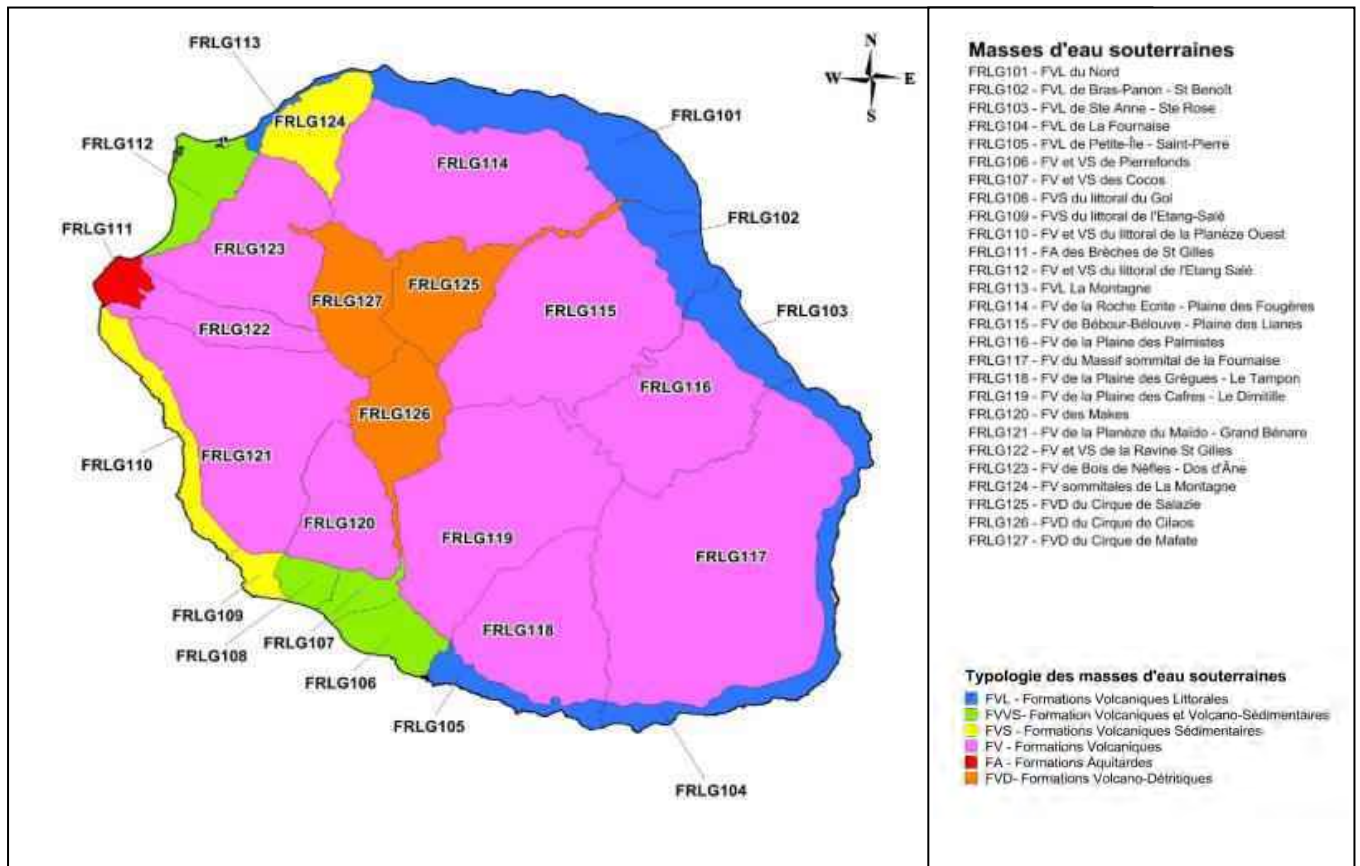 FRLG113
N
W E
S
FRLG124
FRLG101
FRLG112
FRLG114
FRLG102
FRLG111
FRLG123
FRLG125
FRLG127
FRLG115
FRLG103
FRLG122
FRLG116
FRLG126
FRLG110
FRLG121
FRLG120
FRLG119
FRLG117
FRLG109
FRLG107
FRLG118
FRLG108
FRLG106
FRLG105
FRLG104
Masses d'eau souterraines
FRLG101 - FVL du Nord
FRLG102 - FVL de Bras-Panon - St Benoît
FRLG103 - FVL de Ste Anne - Ste Rose
FRLG104 - FVL de La Fournaise
FRLG105 - FVL de Petite-Île - Saint-Pierre
FRLG106 - FV et VS de Pierrefonds
FRLG107 - FV et VS des Cocos
FRLG108 - FVS du littoral du Gol
FRLG109 - FVS du littoral de l'Etang-Salé
FRLG110 - FV et VS du littoral de la Planèze Ouest
FRLG111 - FA des Brèches de St Gilles
FRLG112 - FV et VS du littoral de l'Etang Salé
FRLG113 - FVL La Montagne
FRLG114 - FV de la Roche Ecrite - Plaine des Fougères
FRLG115 - FV de Bébour-Bélouve - Plaine des Lianes
FRLG116 - FV de la Plaine des Palmistes
FRLG117 - FV du Massif sommital de la Fournaise
FRLG118 - FV de la Plaine des Grègues - Le Tampon
FRLG119 - FV de la Plaine des Cafres - Le Dimitille
FRLG120 - FV des Makes
FRLG121 - FV de la Planèze du Maïdo - Grand Bénare
FRLG122 - FV et VS de la Ravine St Gilles
FRLG123 - FV de Bois de Nèfles - Dos d'Âne
FRLG124 - FV sommitales de La Montagne
FRLG125 - FVD du Cirque de Salazie
FRLG126 - FVD du Cirque de Cilaos
FRLG127 - FVD du Cirque de Mafate
Typologie des masses d'eau souterraines
FVL - Formations Volcaniques Littorales
FVVS- Formation Volcaniques et Volcano-Sédimentaires
FVS - Formations Volcaniques Sédimentaires
FV - Formations Volcaniques
FA - Formations Aquitardes
FVD- Formations Volcano-Détritiques